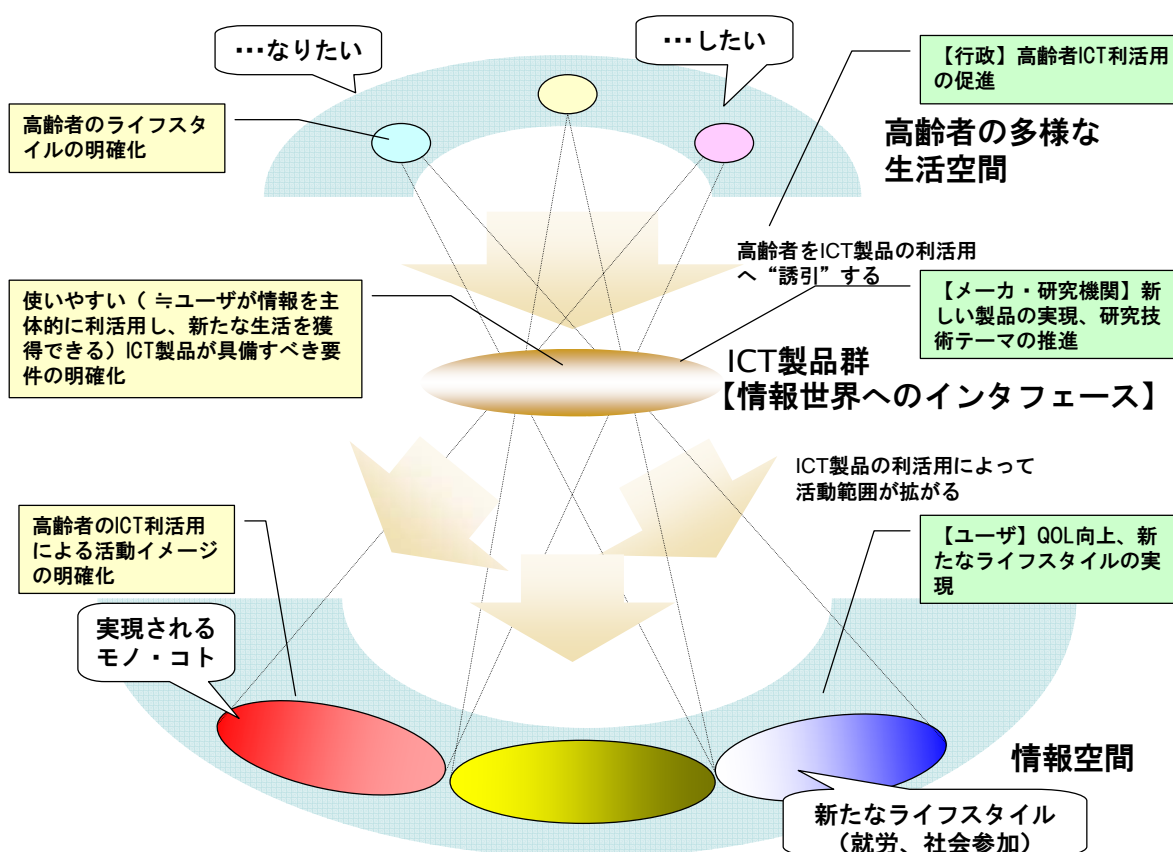 ・・・なりたい
・・・したい
【行政】高齢者ICT利活用
の促進
高齢者のライフスタ
イルの明確化
高齢者の多様な
生活空間
高齢者をICT製品の利活用
へ“誘引”する
使いやすい（ ≒ユーザが情報を主
体的に利活用し、新たな生活を獲
得できる）ICT製品が具備すべき要
件の明確化
【メーカ・研究機関】新
しい製品の実現、研究技
術テーマの推進
ICT製品群
【情報世界へのインタフェース】
ICT製品の利活用によって
活動範囲が拡がる
高齢者のICT利活用
による活動イメージ
の明確化
【ユーザ】QOL向上、新
たなライフスタイルの実
現
実現される
モノ・コト
情報空間
新たなライフスタイル
（就労、社会参加）